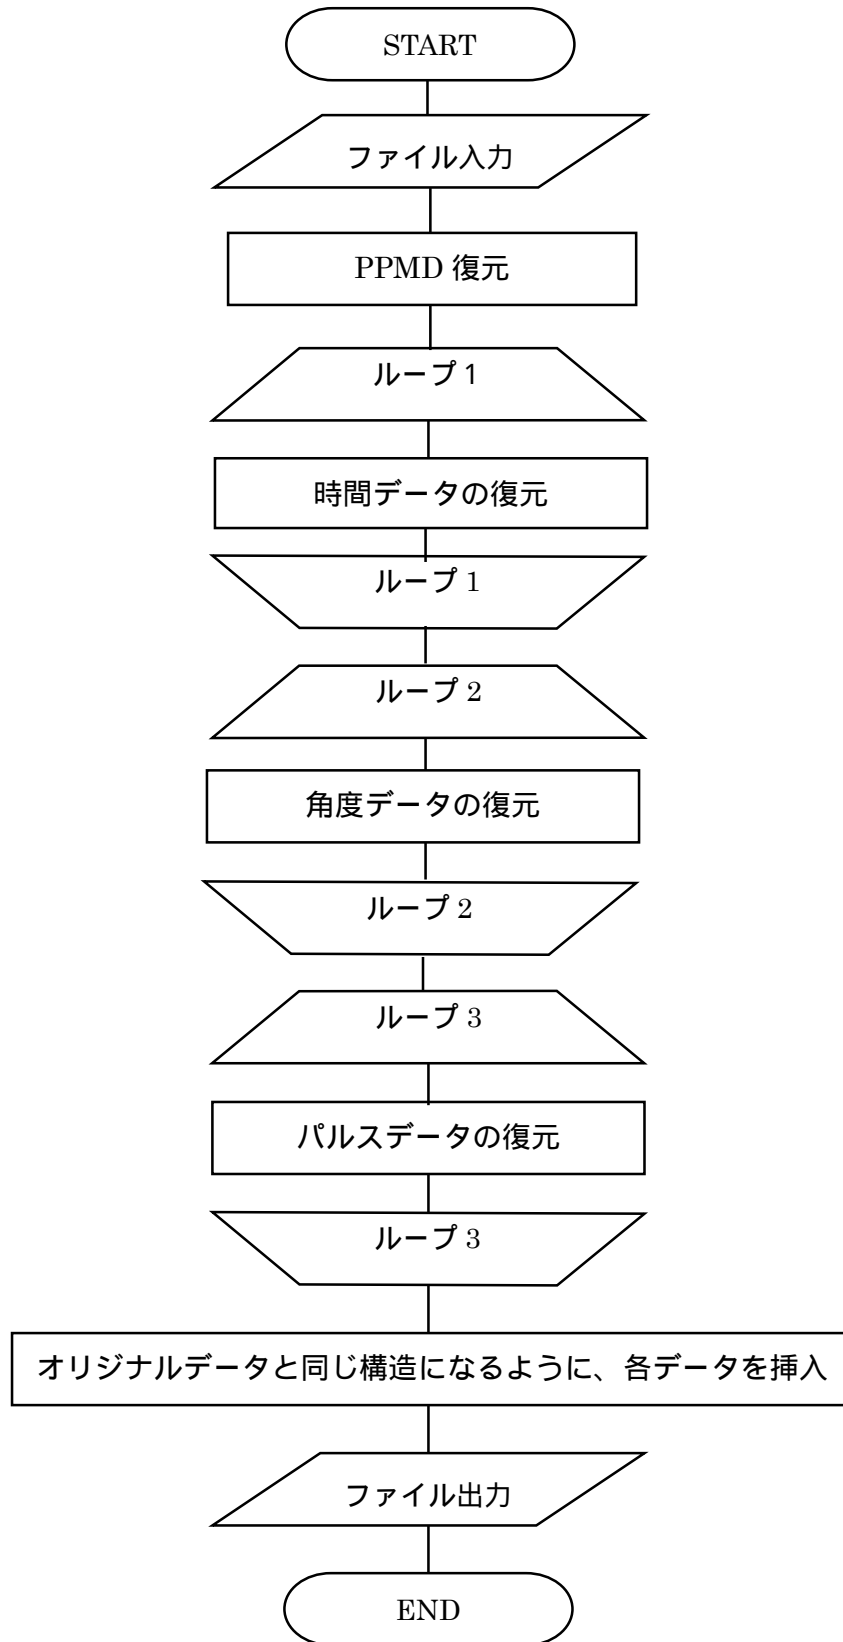 START
ファイル入力
PPMD 復元
ループ 1
時間データの復元
ループ 1
ループ 2
角度データの復元
ループ 2
ループ 3
パルスデータの復元
ループ 3
オリジナルデータと同じ構造になるように、各データを挿入
ファイル出力
END